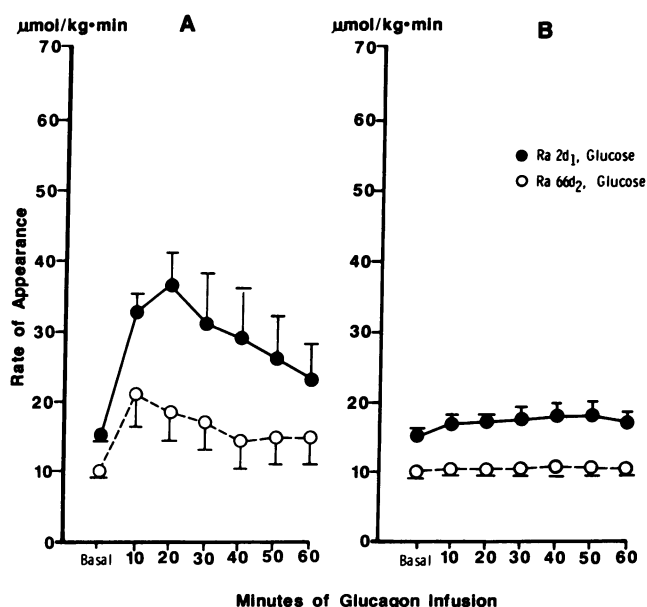 μmol/kg•min A
70
60
50
40
30
20
10
0
Rate of Appearance
Basal 10 20 30 40 50 60
μmol/kg•min B
70
60
50
40
30
20
10
0
Ra 2d1, Glucose
Ra 66d2, Glucose
Basal 10 20 30 40 50 60
Minutes of Glucagon Infusion